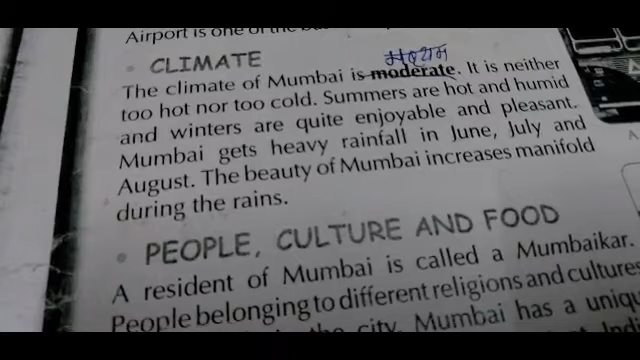 Airport is one of the
CLIMATE
मध्यम
The climate of Mumbai is moderate. It is neither
too hot nor too cold. Summers are hot and humid
and winters are quite enjoyable and pleasant.
Mumbai gets heavy rainfall in June, July and
August. The beauty of Mumbai increases manifold
during the rains.
PEOPLE, CULTURE AND FOOD
A resident of Mumbai is called a Mumbaikar.
People belonging to different religions and cultures
the city. Mumbai has a uniq